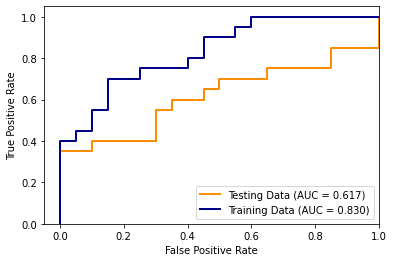 1.0
0.8
0.6
0.4
0.2
0.0
True Positive Rate
0.0 0.2 0.4 0.6 0.8 1.0
False Positive Rate
Testing Data (AUC = 0.617)
Training Data (AUC = 0.830)